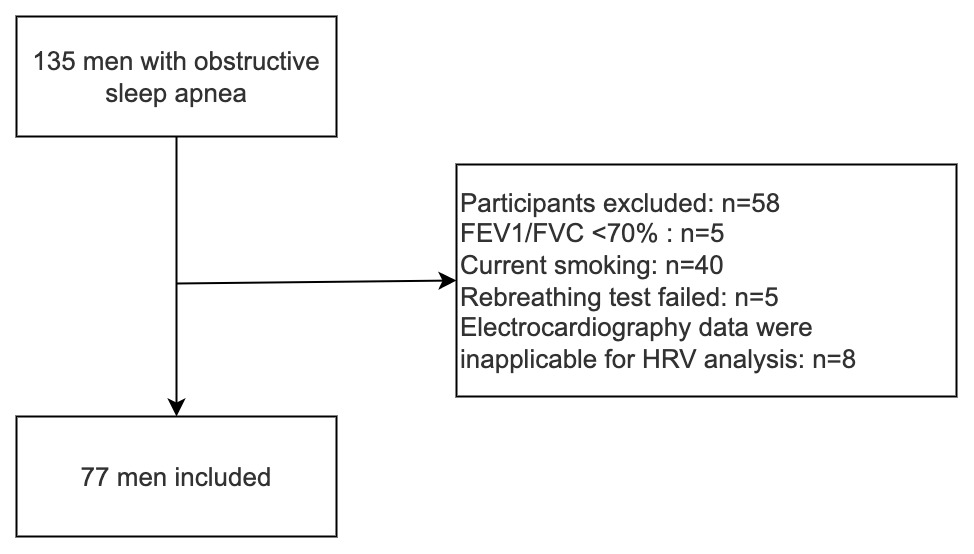 135 men with obstructive
sleep apnea
Participants excluded: n=58
FEV1/FVC <70% : n=5
Current smoking: n=40
Rebreathing test failed: n=5
Electrocardiography data were
inapplicable for HRV analysis: n=8
77 men included